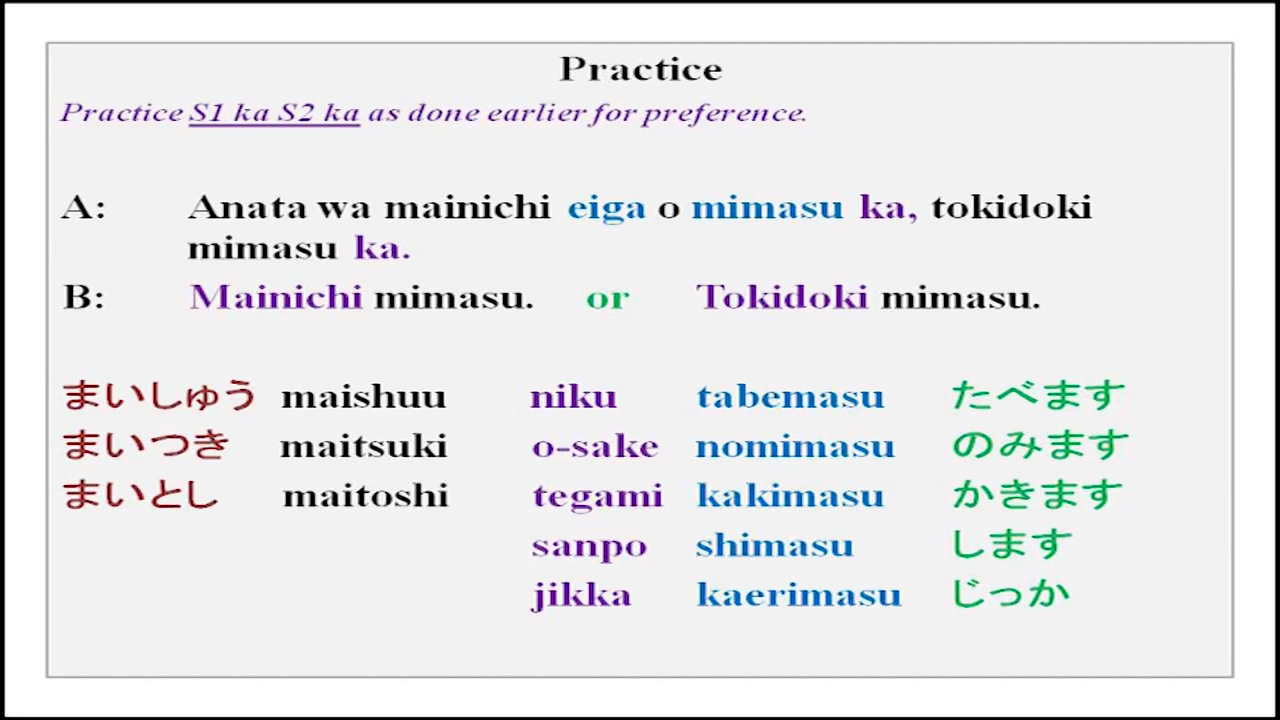 Practice
Practice S1 ka S2 ka as done earlier for preference.
A: Anata wa mainichi eiga o mimasu ka, tokidoki
mimasu ka.
B: Mainichi mimasu. or Tokidoki mimasu.
まいしゅう maishuu niku tabemasu たべます
まいつき maitsuki o-sake nomimasu のみます
まいとし maitoshi tegami kakimasu かきます
sanpo shimasu します
jikka kaerimasu じっか